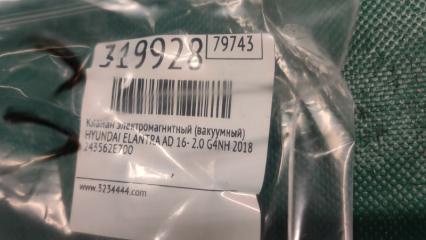 319928 79743
Клапан электромагнитный (вакуумный)
HYUNDAI ELANTRA AD 16- 2.0 G4NH 2018
243562E700
www.3234444.com